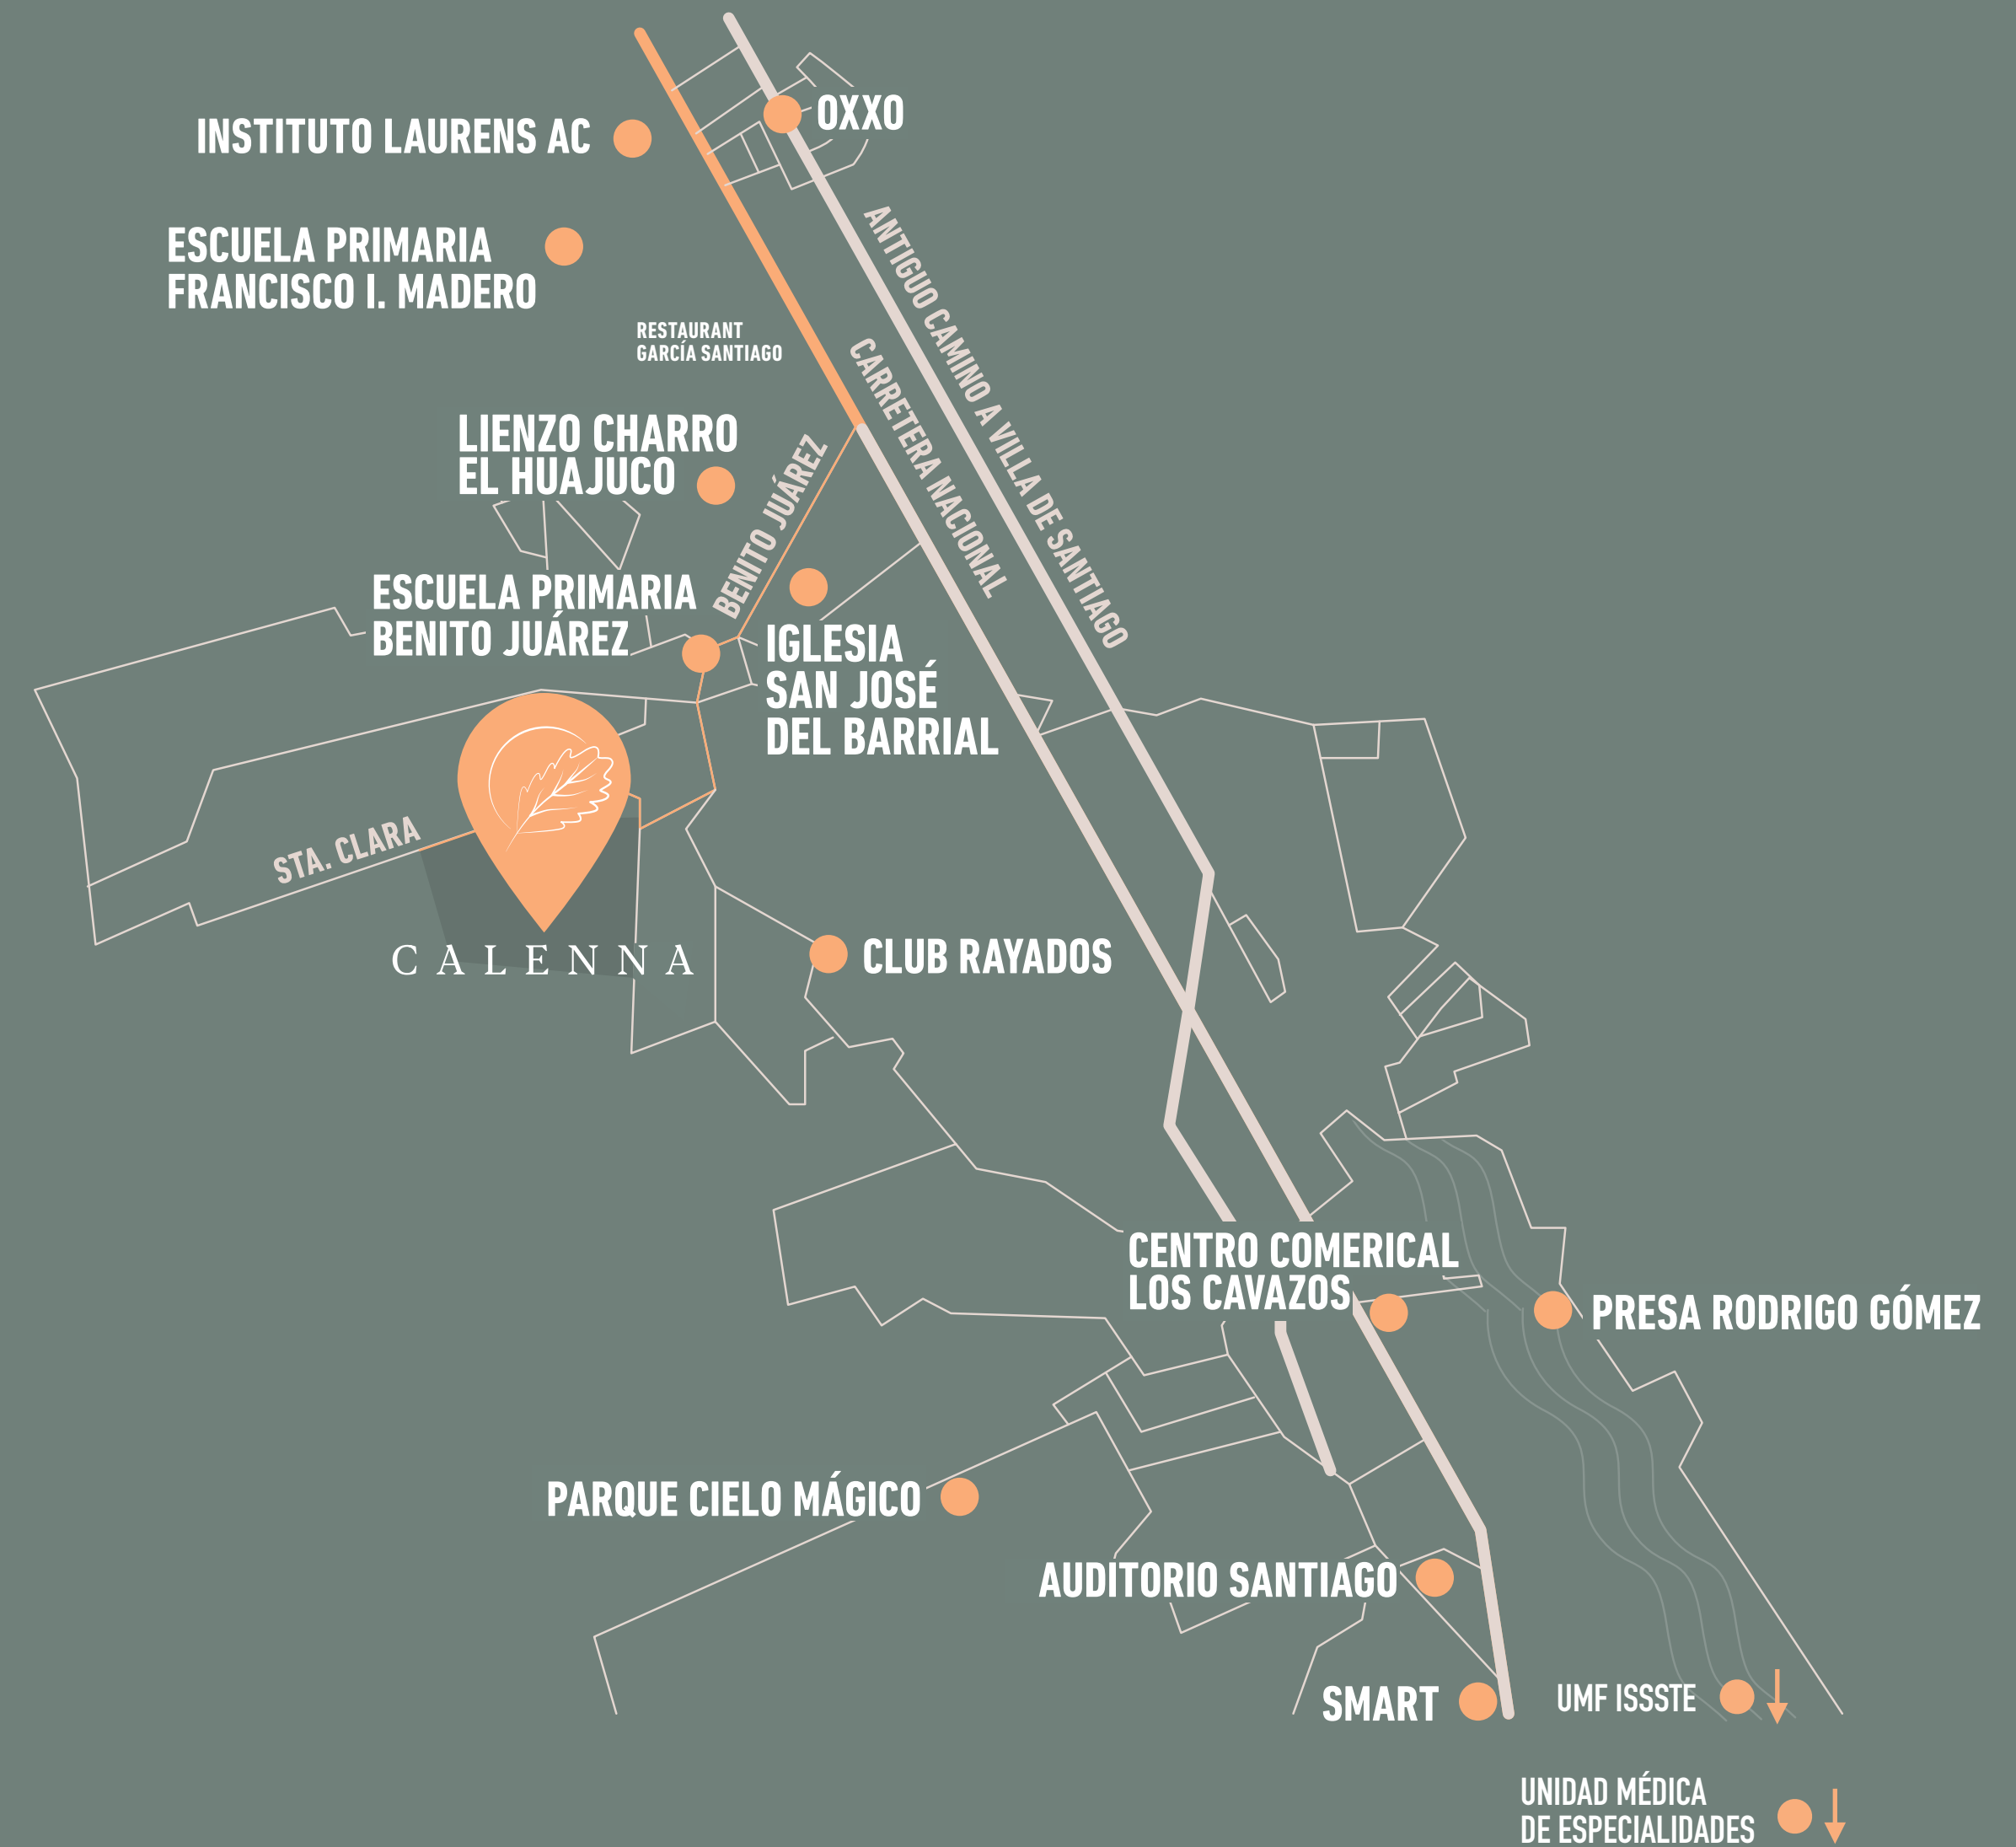 OXXO
INSTITUTO LAURENS AC
ESCUELA PRIMARIA
FRANCISCO I. MADERO
ANTIGUO CAMINO A VILLA DE SANTIAGO
RESTAURANT
GARCÍA SANTIAGO
CARRETERA NACIONAL
LIENZO CHARRO
EL HUAJUCO
BENITO JUÁREZ
ESCUELA PRIMARIA
BENITO JUÁREZ
IGLESIA
SAN JOSÉ
DEL BARRIAL
STA. CLARA
CALENNA
CLUB RAYADOS
CENTRO COMERICAL
LOS CAVAZOS
PRESA RODRIGO GÓMEZ
PARQUE CIELO MÁGICO
AUDITORIO SANTIAGO
SMART
UMF ISSSTE
UNIDAD MÉDICA
DE ESPECIALIDADES